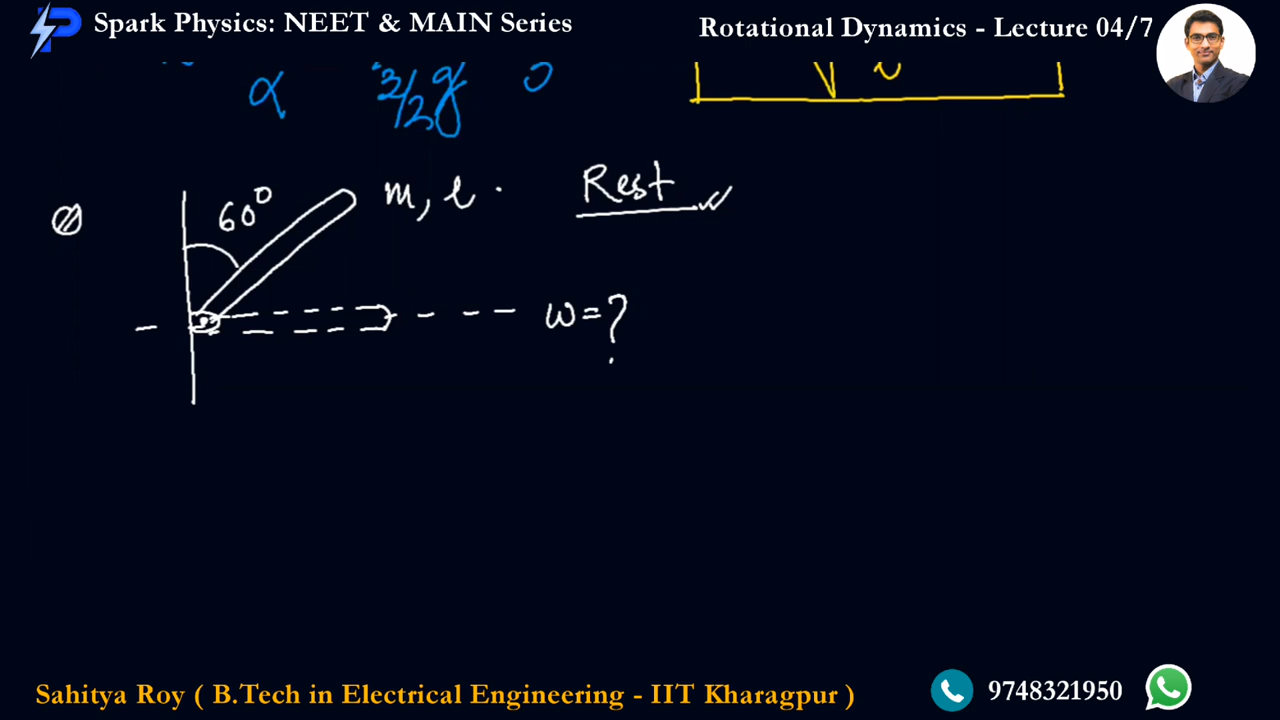 Spark Physics: NEET & MAIN Series
Rotational Dynamics - Lecture 04/7
α 3/2g
60° m, l. Rest
ω=?
Sahitya Roy ( B.Tech in Electrical Engineering - IIT Kharagpur )
9748321950